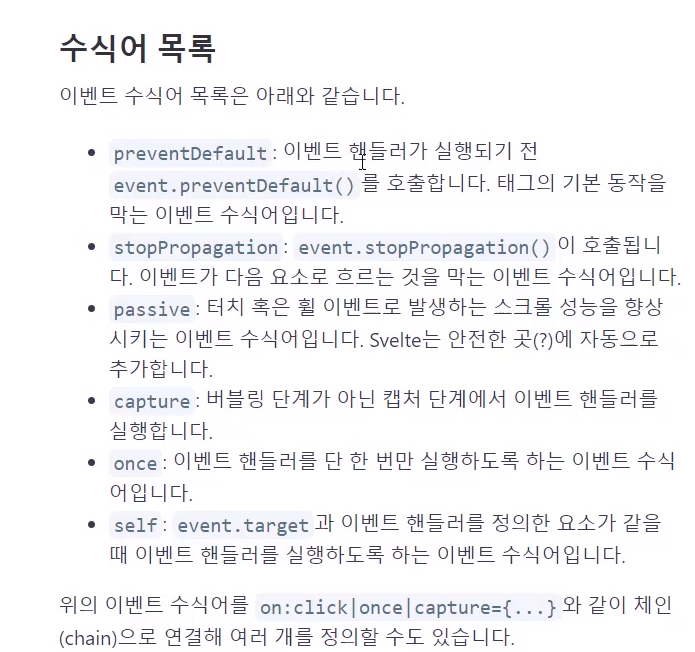 수식어 목록
이벤트 수식어 목록은 아래와 같습니다.
• preventDefault: 이벤트 핸들러가 실행되기 전
event.preventDefault()를 호출합니다. 태그의 기본 동작을
막는 이벤트 수식어입니다.
• stopPropagation: event.stopPropagation()이 호출됩니
다. 이벤트가 다음 요소로 흐르는 것을 막는 이벤트 수식어입니다.
• passive: 터치 혹은 휠 이벤트로 발생하는 스크롤 성능을 향상
시키는 이벤트 수식어입니다. Svelte는 안전한 곳(?)에 자동으로
추가합니다.
• capture: 버블링 단계가 아닌 캡처 단계에서 이벤트 핸들러를
실행합니다.
• once: 이벤트 핸들러를 단 한 번만 실행하도록 하는 이벤트 수식
어입니다.
• self: event.target과 이벤트 핸들러를 정의한 요소가 같을
때 이벤트 핸들러를 실행하도록 하는 이벤트 수식어입니다.
위의 이벤트 수식어를 on:click|once|capture={...}와 같이 체인
(chain)으로 연결해 여러 개를 정의할 수도 있습니다.